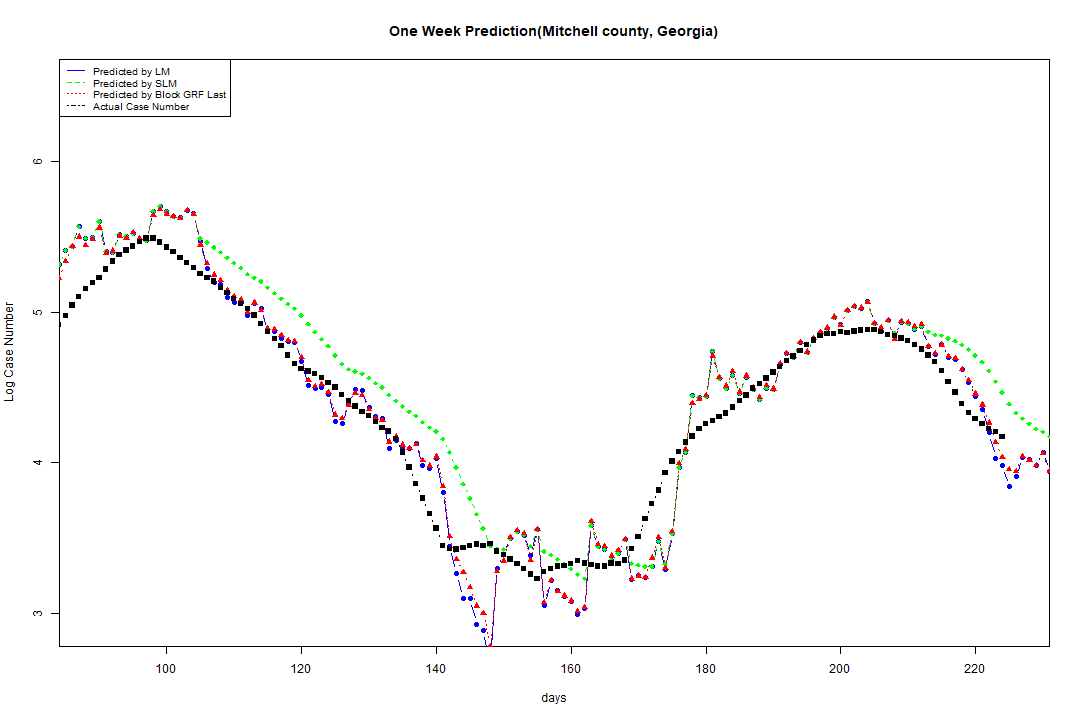 One Week Prediction(Mitchell county, Georgia)
Predicted by LM
Predicted by SLM
Predicted by Block GRF Last
Actual Case Number
6
5
4
3
Log Case Number
100 120 140 160 180 200 220
days